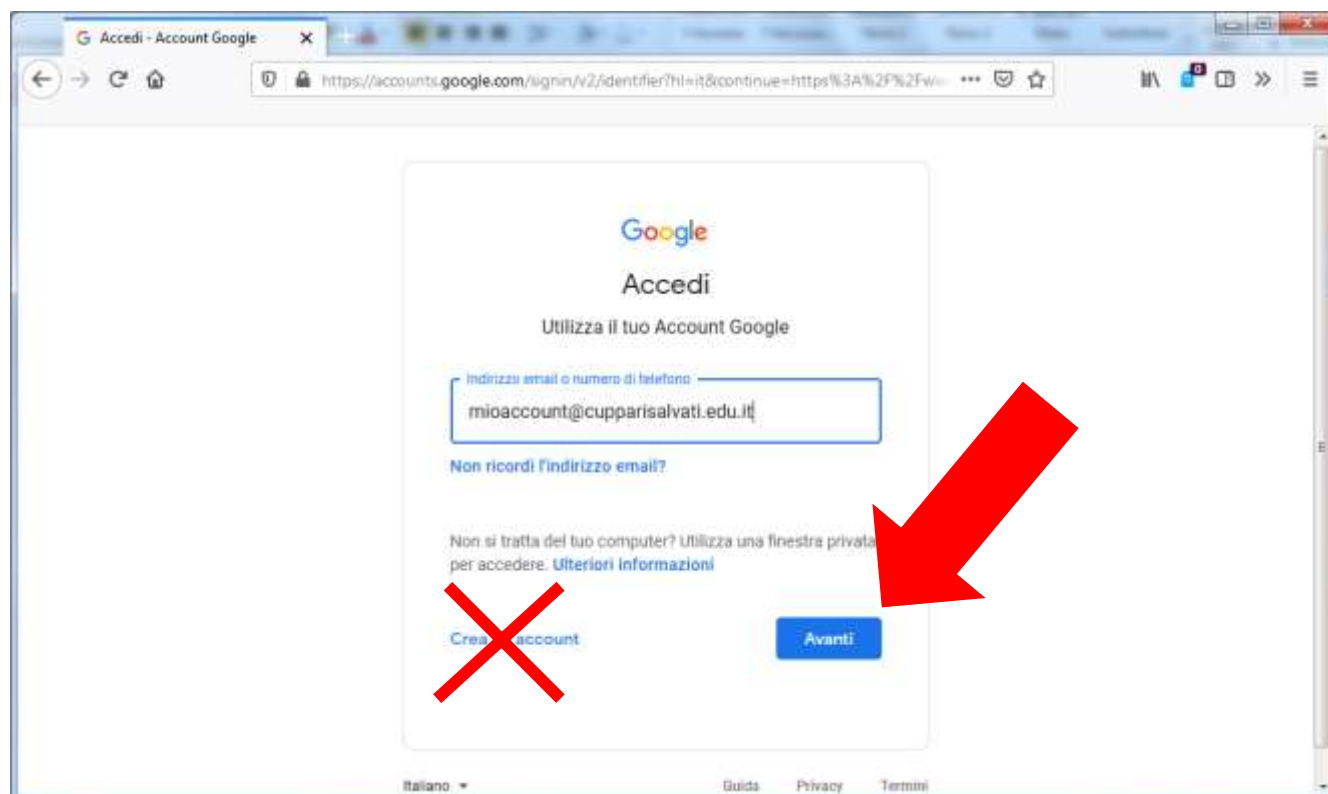 Accedi - Account Google
https://accounts.google.com/signin/v2/identifier?hl=it&continue=https%3A%2F%2Fw
Google
Accedi
Utilizza il tuo Account Google
Indirizzo email o numero di telefono
mioaccount@cupparisalvati.edu.it
Non ricordi l'indirizzo email?
Non si tratta del tuo computer? Utilizza una finestra privata
per accedere. Ulteriori informazioni
Crea account
Avanti
Italiano
Guida Privacy Termini